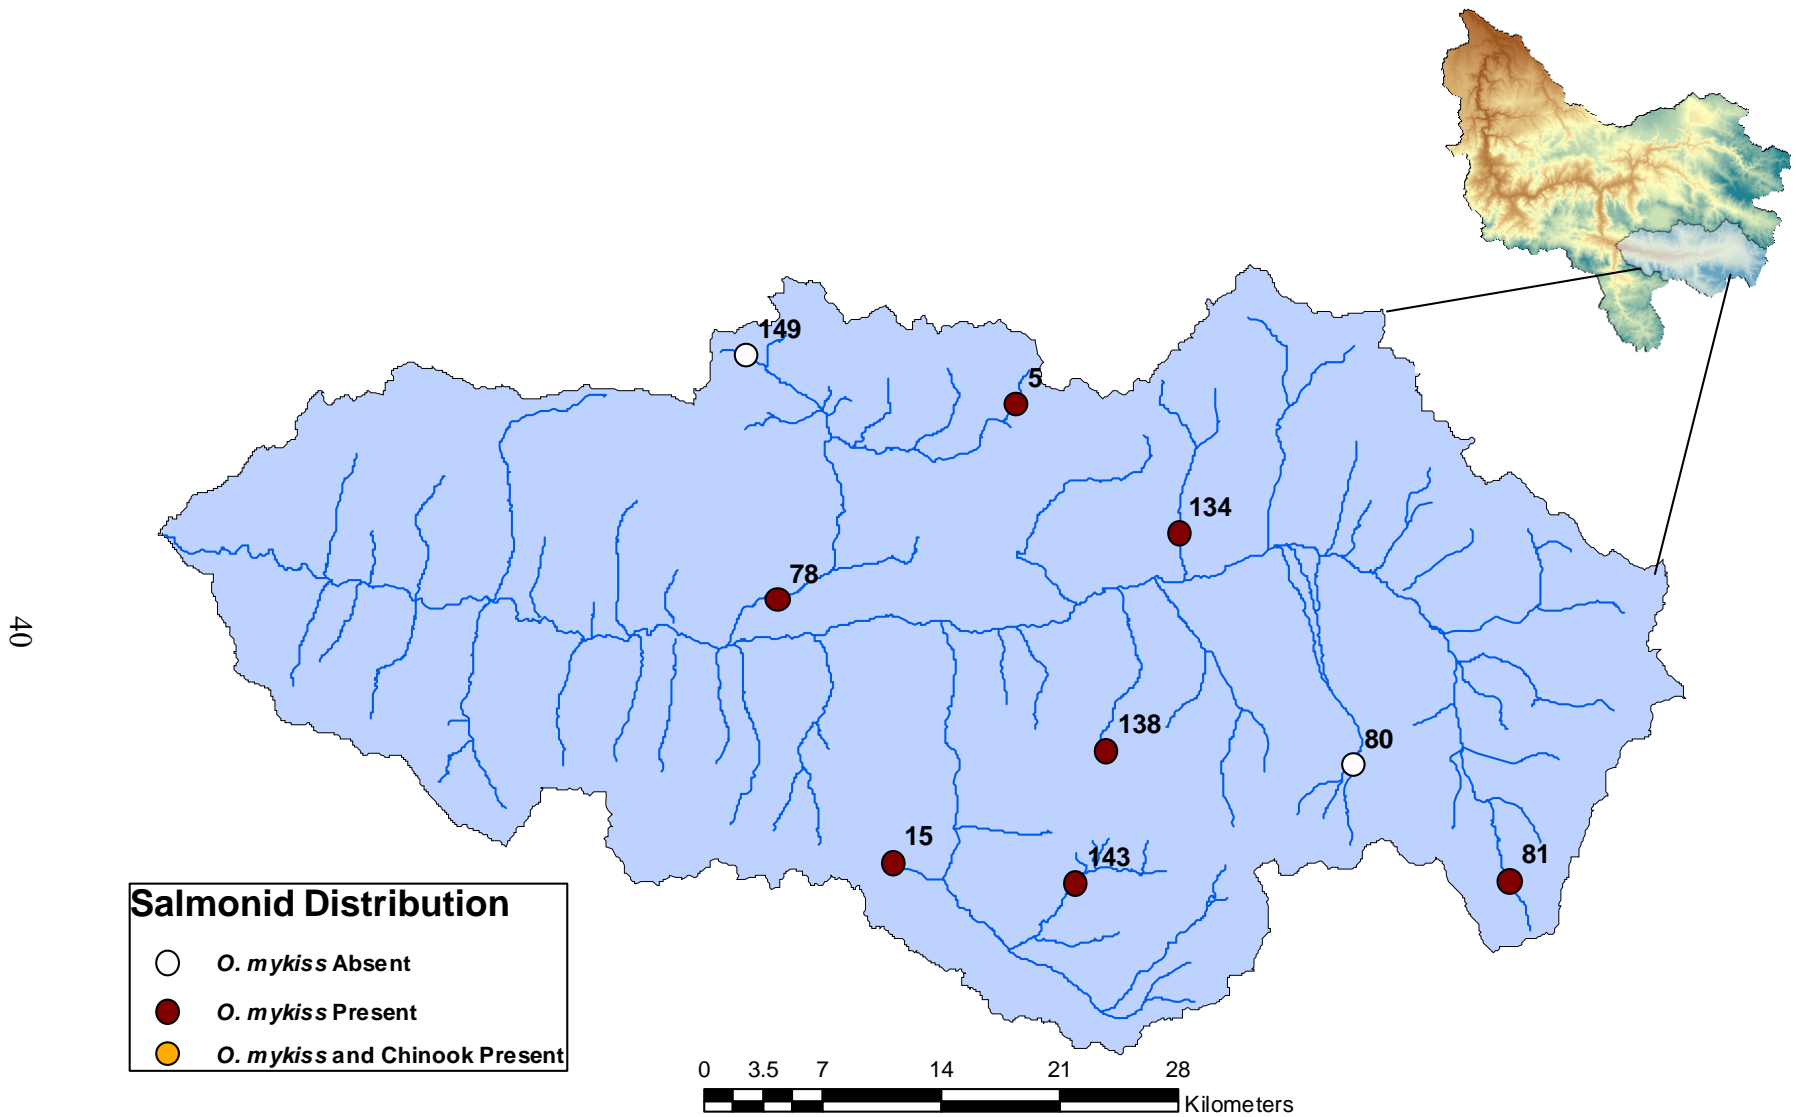 149
5
134
78
138
80
15
143
81
40
Salmonid Distribution
O. mykiss Absent
O. mykiss Present
O. mykiss and Chinook Present
0 3.5 7 14 21 28
Kilometers